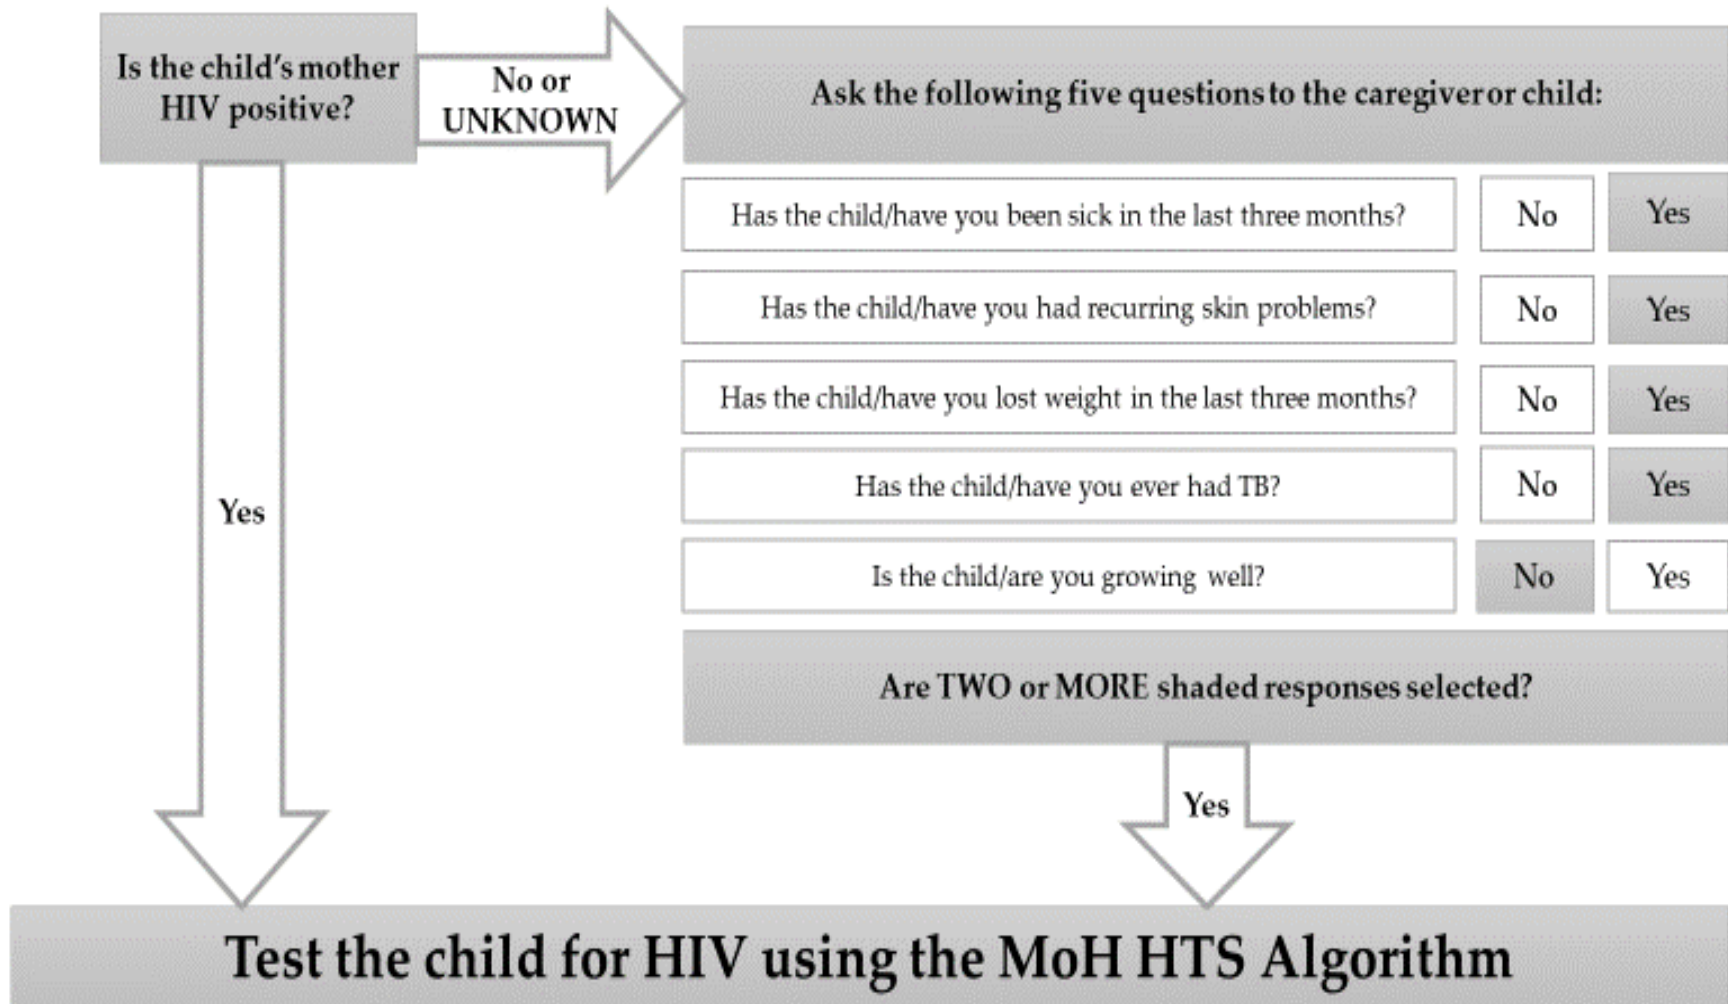 Is the child's mother
HIV positive?
No or
UNKNOWN
Ask the following five questions to the caregiver or child:
Has the child/have you been sick in the last three months?
No
Yes
Has the child/have you had recurring skin problems?
No
Yes
Has the child/have you lost weight in the last three months?
No
Yes
Has the child/have you ever had TB?
No
Yes
Is the child/are you growing well?
No
Yes
Are TWO or MORE shaded responses selected?
Yes
Yes
Test the child for HIV using the MoH HTS Algorithm